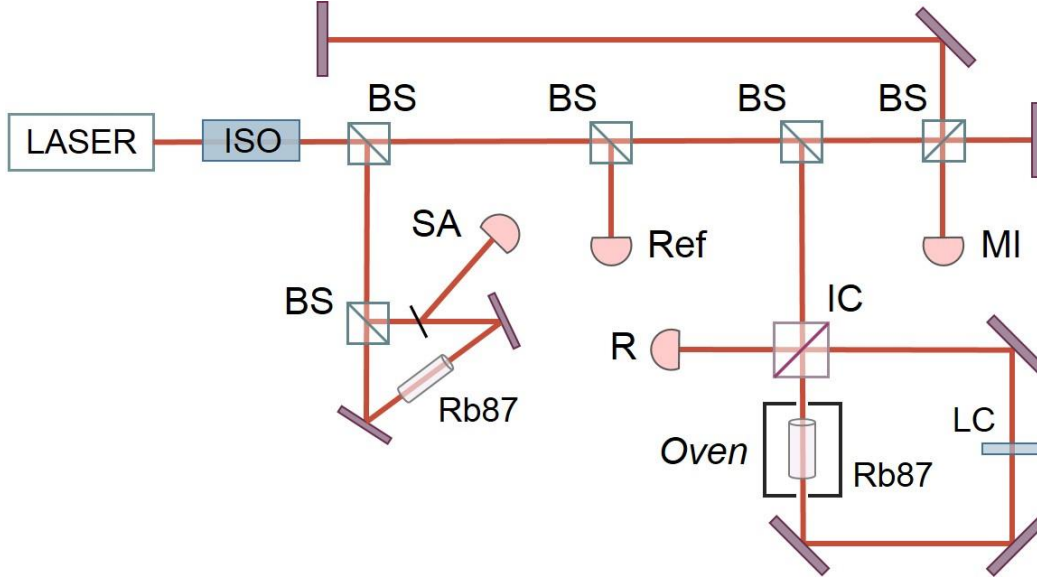 BS BS BS BS
LASER ISO
SA Ref MI
BS IC
R
Rb87
LC
Oven Rb87